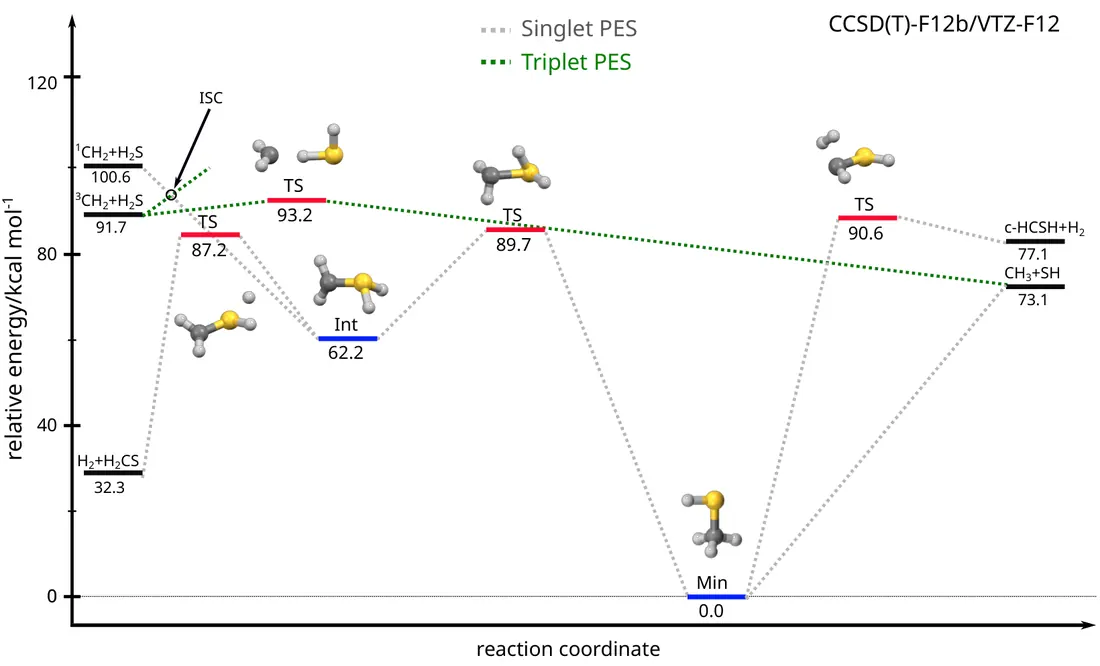 CCSD(T)-F12b/VTZ-F12
Singlet PES
Triplet PES
relative energy/kcal mol-1
120
80
40
0
ISC
1CH2+H2S
100.6
3CH2+H2S
91.7
TS
93.2
TS
87.2
TS
89.7
TS
90.6
c-HCSH+H2
77.1
CH3+SH
73.1
Int
62.2
H2+H2CS
32.3
Min
0.0
reaction coordinate